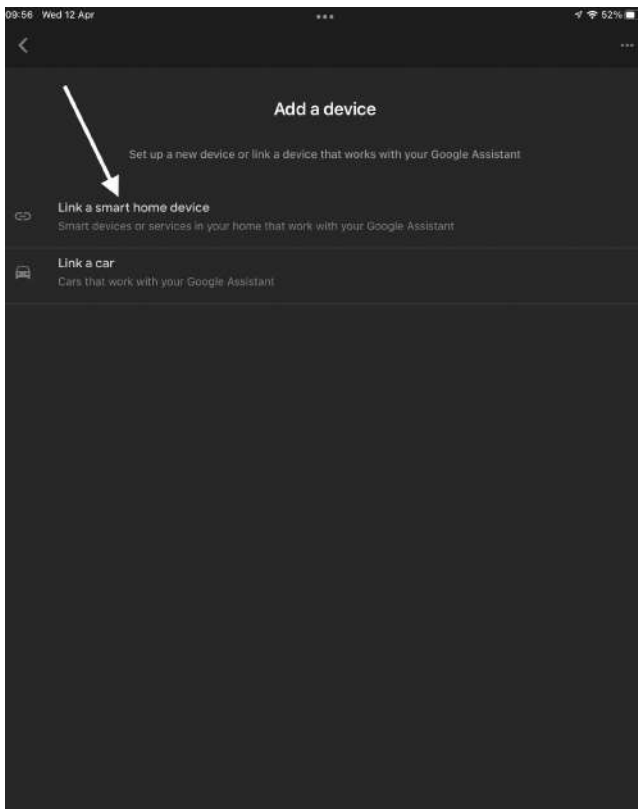 09:56 Wed 12 Apr
52%
Add a device
Set up a new device or link a device that works with your Google Assistant
Link a smart home device
Smart devices or services in your home that work with your Google Assistant
Link a car
Cars that work with your Google Assistant